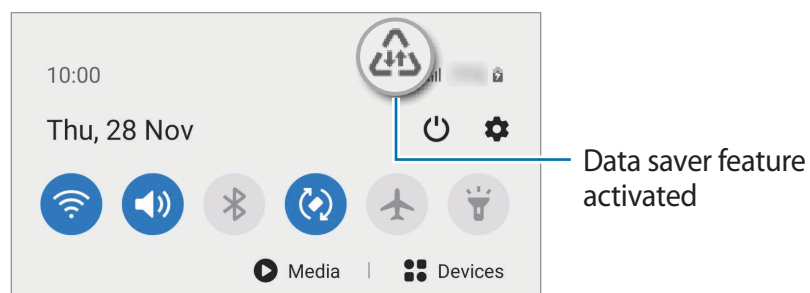 10:00
Thu, 28 Nov
Media
Devices
Data saver feature
activated